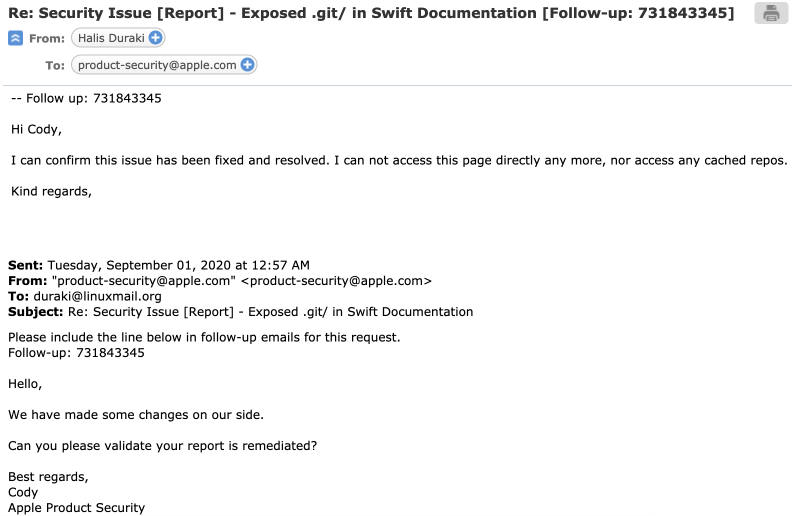 Re: Security Issue [Report] - Exposed .git/ in Swift Documentation [Follow-up: 731843345]
From: Halis Duraki
To: product-security@apple.com
-- Follow up: 731843345
Hi Cody,
I can confirm this issue has been fixed and resolved. I can not access this page directly any more, nor access any cached repos.
Kind regards,
Sent: Tuesday, September 01, 2020 at 12:57 AM
From: "product-security@apple.com" <product-security@apple.com>
To: duraki@linuxmail.org
Subject: Re: Security Issue [Report] - Exposed .git/ in Swift Documentation
Please include the line below in follow-up emails for this request.
Follow-up: 731843345
Hello,
We have made some changes on our side.
Can you please validate your report is remediated?
Best regards,
Cody
Apple Product Security